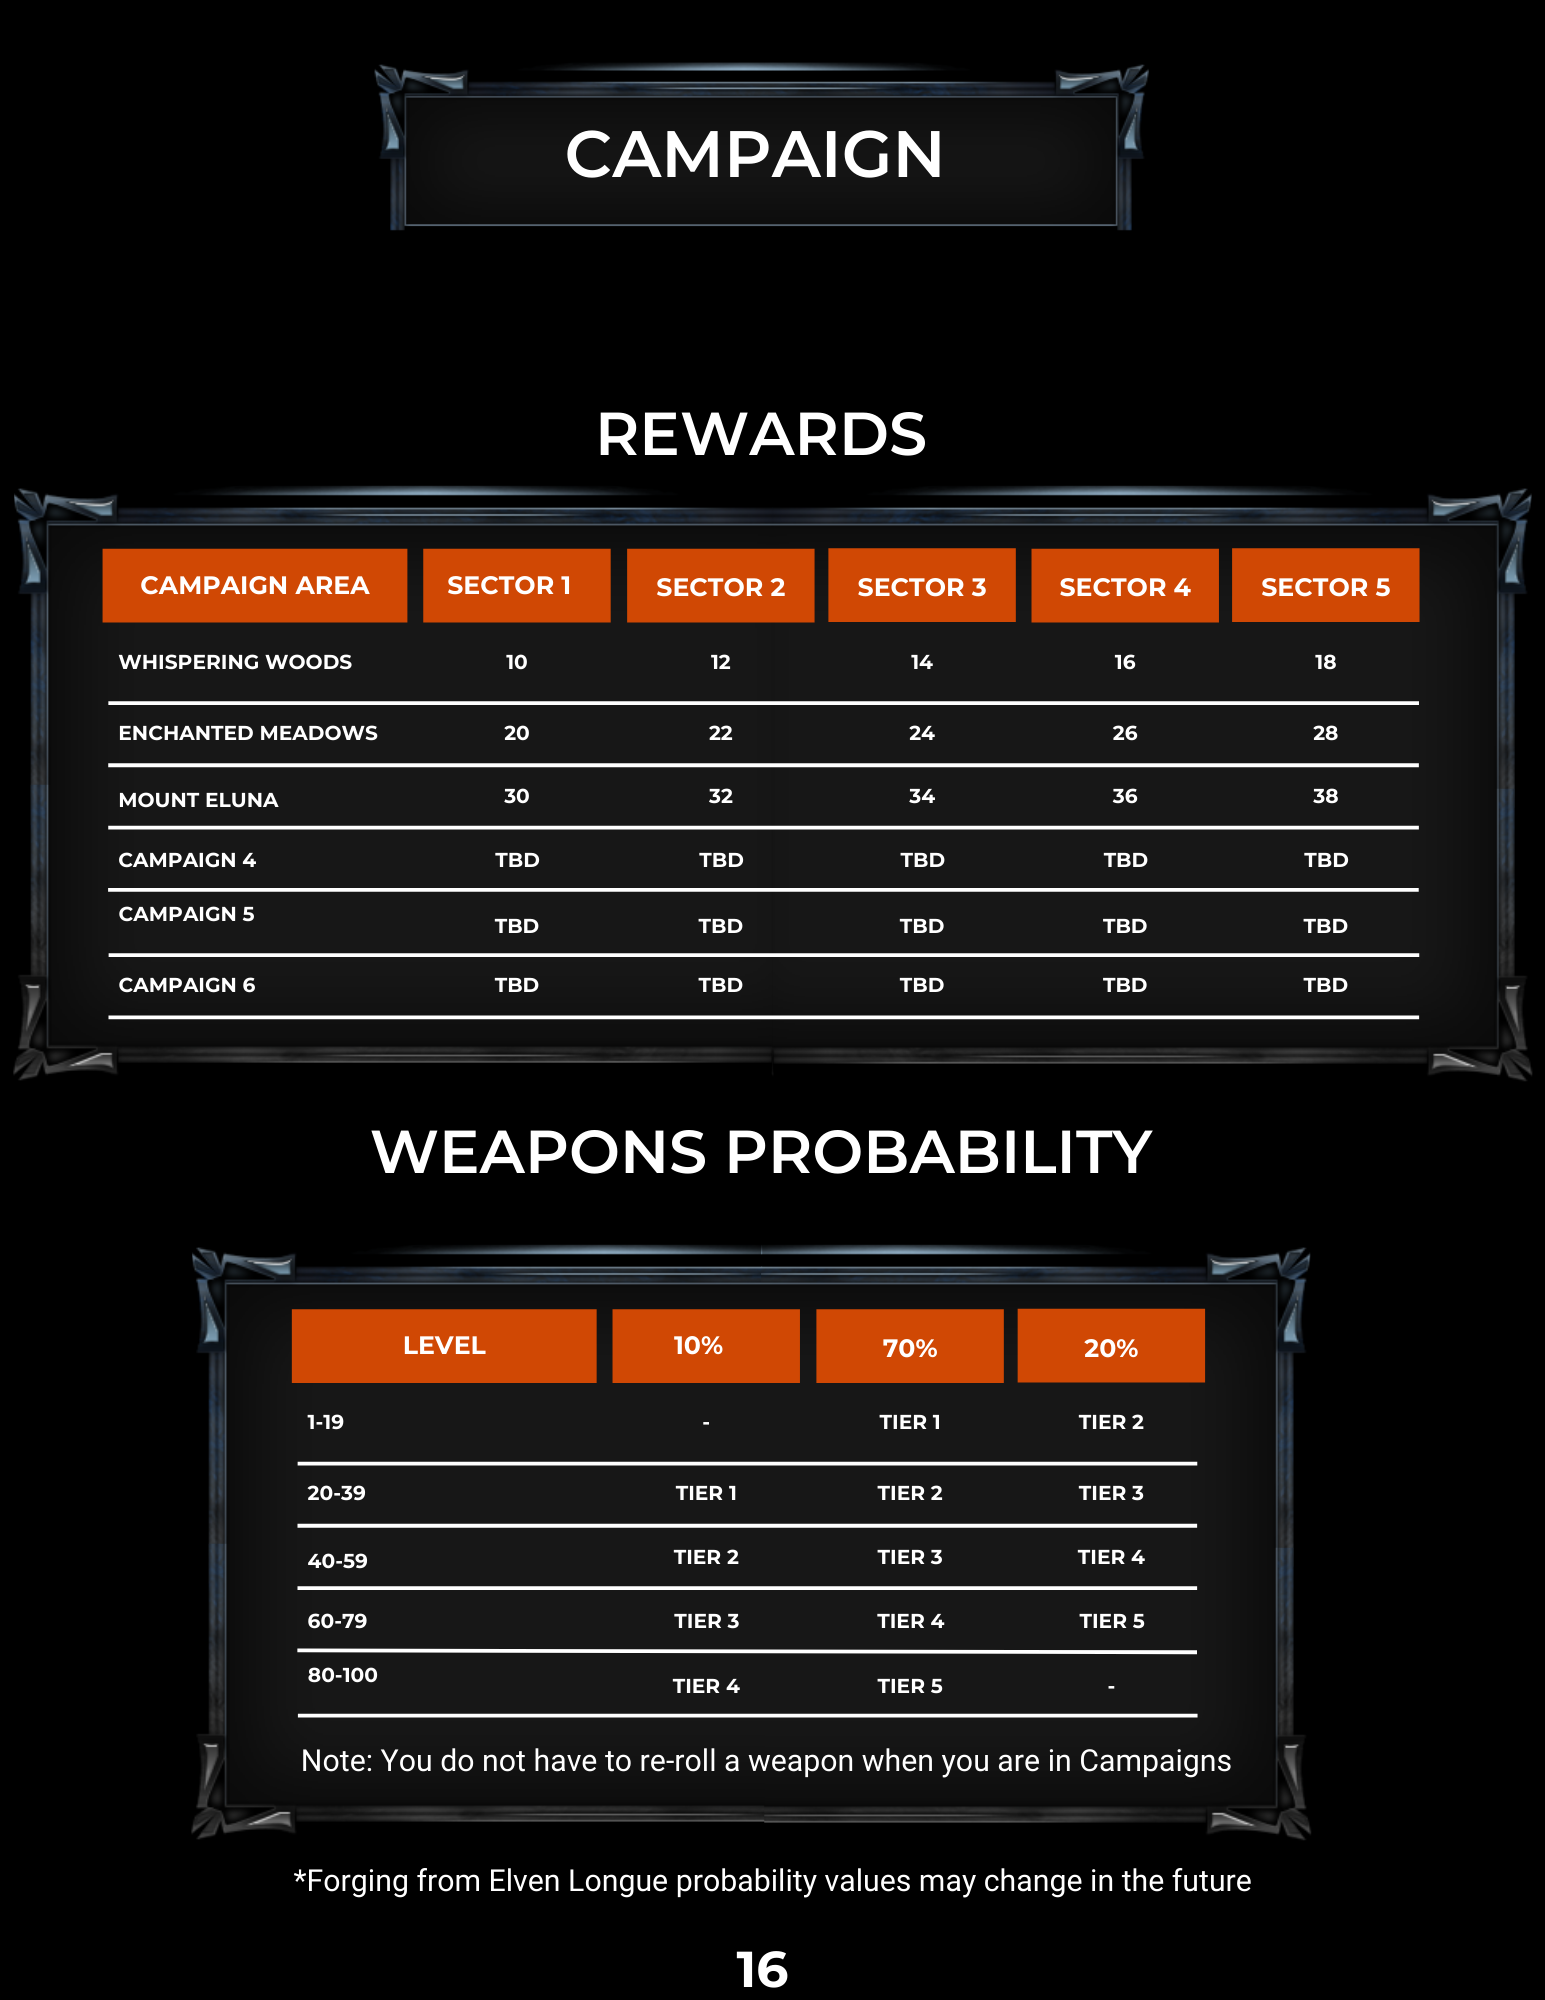 CAMPAIGN
REWARDS
CAMPAIGN AREA SECTOR 1 SECTOR 2 SECTOR 3 SECTOR 4 SECTOR 5
WHISPERING WOODS 10 12 14 16 18
ENCHANTED MEADOWS 20 22 24 26 28
MOUNT ELUNA 30 32 34 36 38
CAMPAIGN 4 TBD TBD TBD TBD TBD
CAMPAIGN 5 TBD TBD TBD TBD TBD
CAMPAIGN 6 TBD TBD TBD TBD TBD
WEAPONS PROBABILITY
LEVEL 10% 70% 20%
1-19 - TIER 1 TIER 2
20-39 TIER 1 TIER 2 TIER 3
40-59 TIER 2 TIER 3 TIER 4
60-79 TIER 3 TIER 4 TIER 5
80-100 TIER 4 TIER 5 -
Note: You do not have to re-roll a weapon when you are in Campaigns
*Forging from Elven Longue probability values may change in the future
16